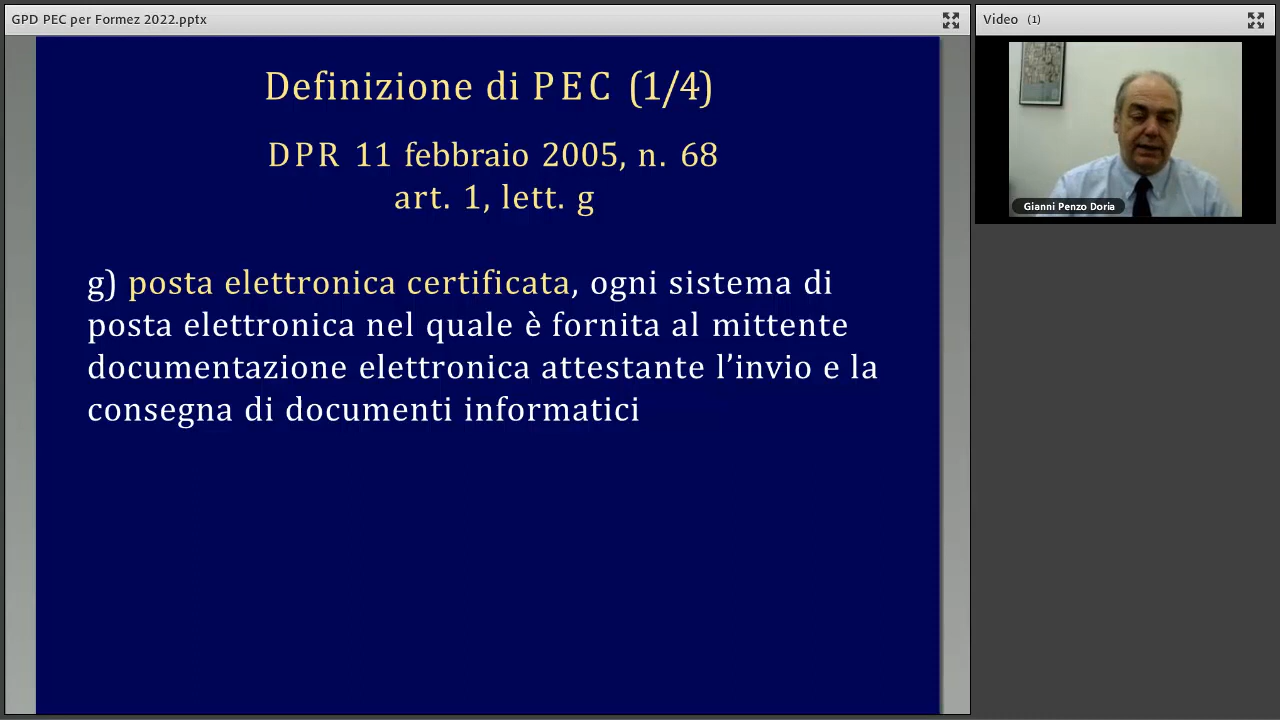 GPD PEC per Formez 2022.pptx
Video (1)
Definizione di PEC (1/4)
DPR 11 febbraio 2005, n. 68
art. 1, lett. g
g) posta elettronica certificata, ogni sistema di
posta elettronica nel quale è fornita al mittente
documentazione elettronica attestante l’invio e la
consegna di documenti informatici
Gianni Penzo Doria